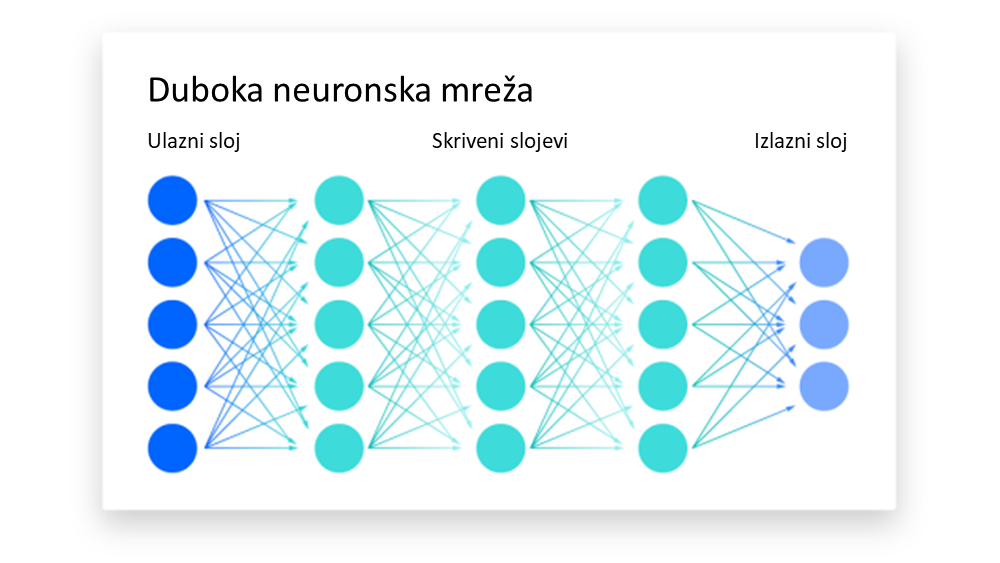 Duboka neuronska mreža
Ulazni sloj
Skriveni slojevi
Izlazni sloj